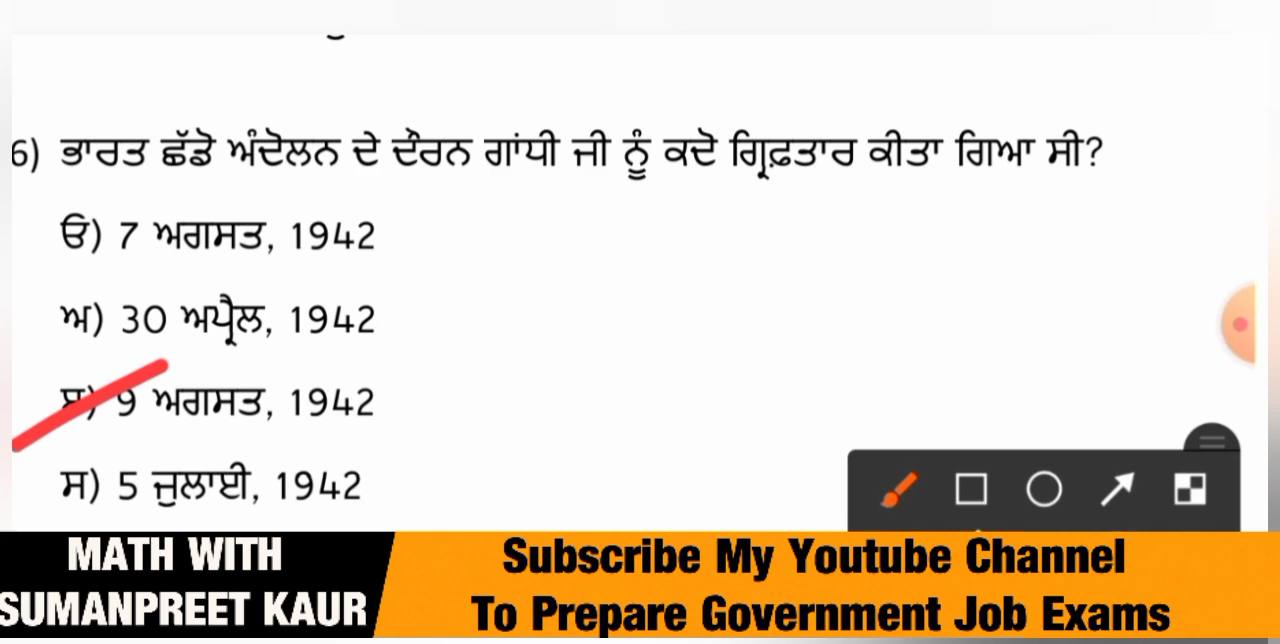 6) ਭਾਰਤ ਛੱਡੋ ਅੰਦੋਲਨ ਦੇ ਦੌਰਨ ਗਾਂਧੀ ਜੀ ਨੂੰ ਕਦੋ ਗ੍ਰਿਫ਼ਤਾਰ ਕੀਤਾ ਗਿਆ ਸੀ?
ੳ) 7 ਅਗਸਤ, 1942
ਅ) 30 ਅਪ੍ਰੈਲ, 1942
ੲ) 9 ਅਗਸਤ, 1942
ਸ) 5 ਜੁਲਾਈ, 1942
MATH WITH
SUMANPREET KAUR
Subscribe My Youtube Channel
To Prepare Government Job Exams